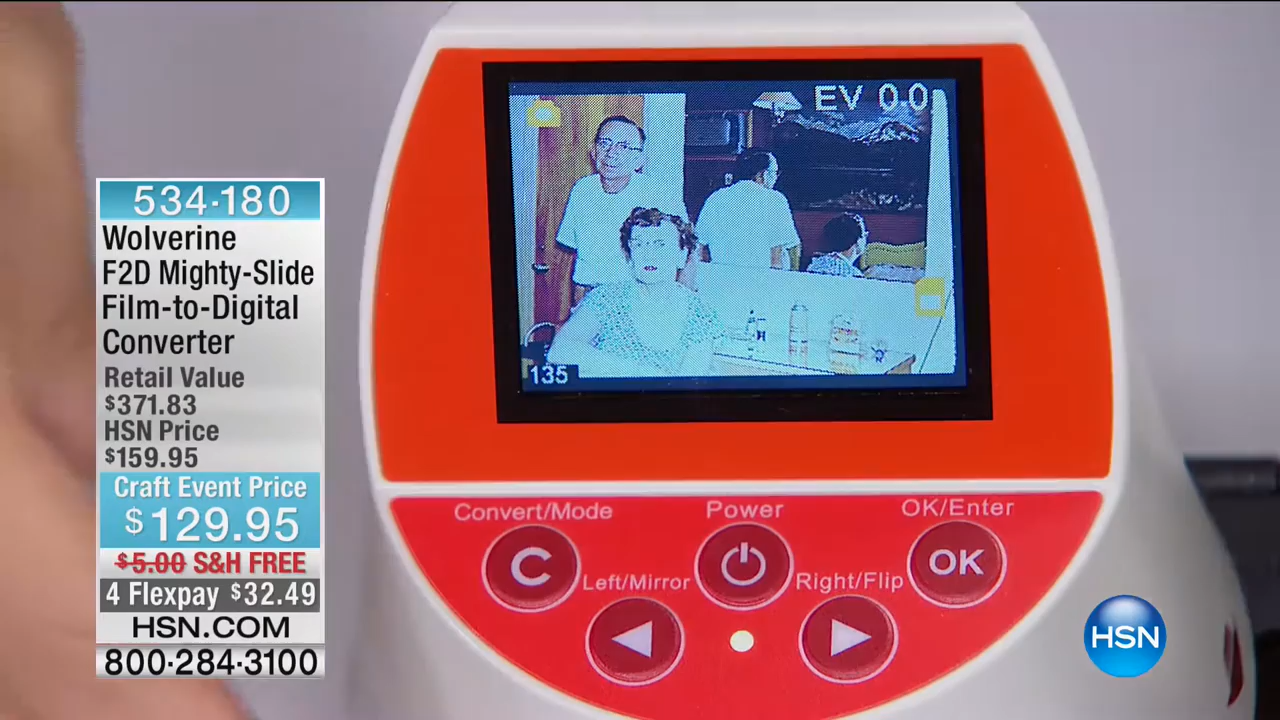 534·180
Wolverine
F2D Mighty-Slide
Film-to-Digital
Converter
Retail Value
$371.83
HSN Price
$159.95
Craft Event Price
$129.95
$5.00 S&H FREE
4 Flexpay $32.49
HSN.COM
800·284·3100
EV 0.0
135
Convert/Mode
Power
OK/Enter
C
OK
Left/Mirror
Right/Flip
HSN